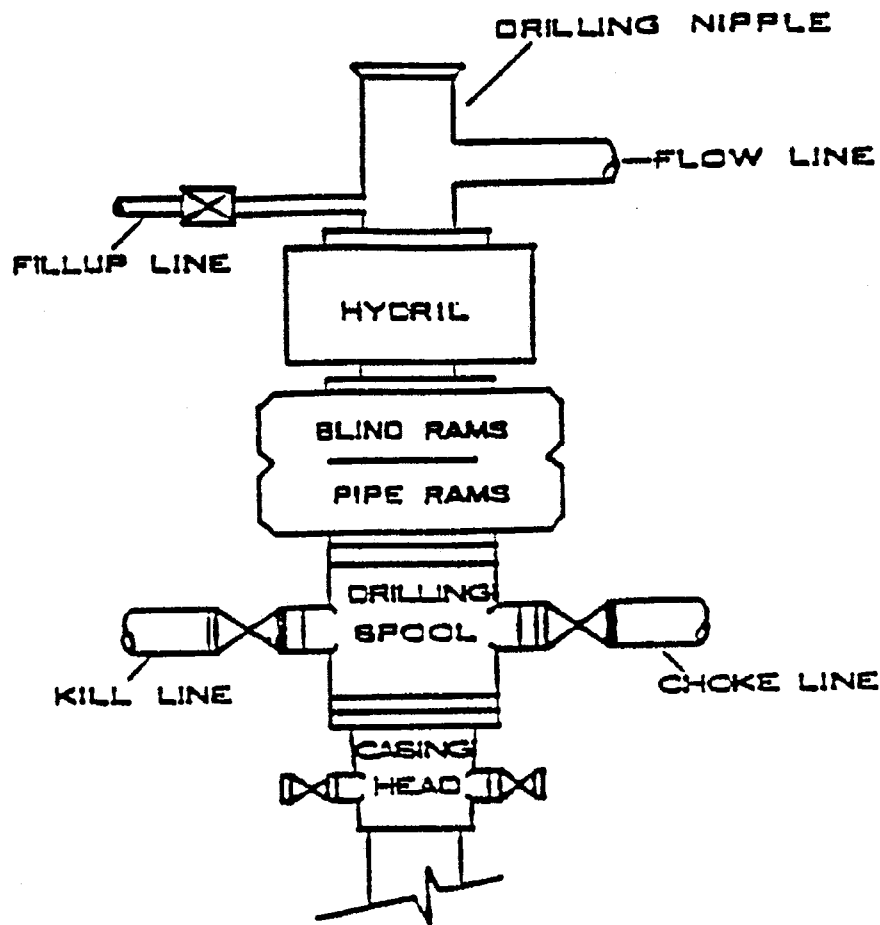 DRILLING NIPPLE
FLOW LINE
FILLUP LINE
HYDRIL
BLIND RAMS
PIPE RAMS
DRILLING
SPOOL
KILL LINE
CHOKE LINE
CASING
HEAD